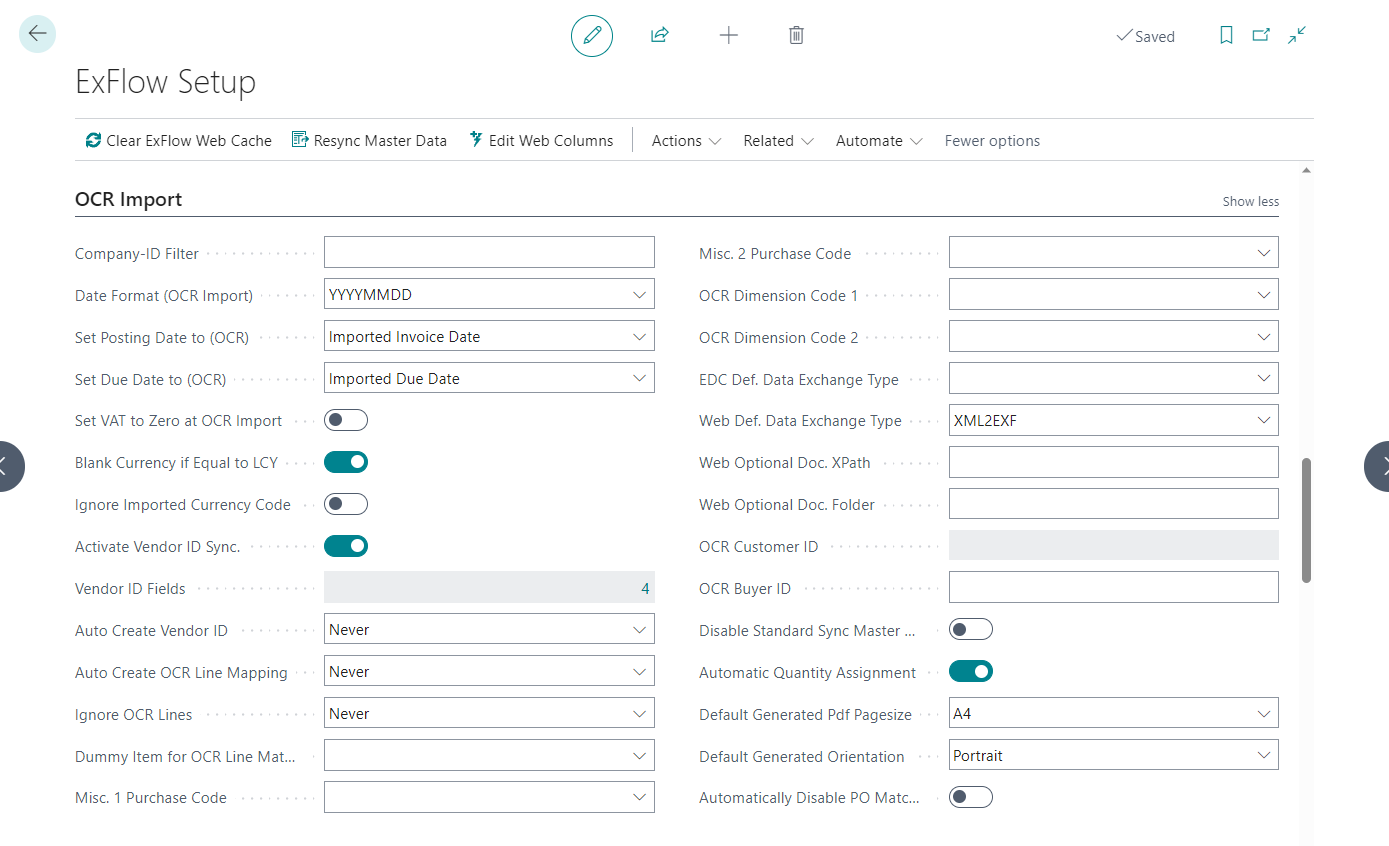 Saved
ExFlow Setup
Clear ExFlow Web Cache
Resync Master Data
Edit Web Columns
Actions
Related
Automate
Fewer options
OCR Import
Show less
Company-ID Filter
Date Format (OCR Import) YYYYMMDD
Set Posting Date to (OCR) Imported Invoice Date
Set Due Date to (OCR) Imported Due Date
Set VAT to Zero at OCR Import
Blank Currency if Equal to LCY
Ignore Imported Currency Code
Activate Vendor ID Sync.
Vendor ID Fields 4
Auto Create Vendor ID Never
Auto Create OCR Line Mapping Never
Ignore OCR Lines Never
Dummy Item for OCR Line Mat...
Misc. 1 Purchase Code
Misc. 2 Purchase Code
OCR Dimension Code 1
OCR Dimension Code 2
EDC Def. Data Exchange Type
Web Def. Data Exchange Type XML2EXF
Web Optional Doc. XPath
Web Optional Doc. Folder
OCR Customer ID
OCR Buyer ID
Disable Standard Sync Master ...
Automatic Quantity Assignment
Default Generated Pdf Pagesize A4
Default Generated Orientation Portrait
Automatically Disable PO Matc...